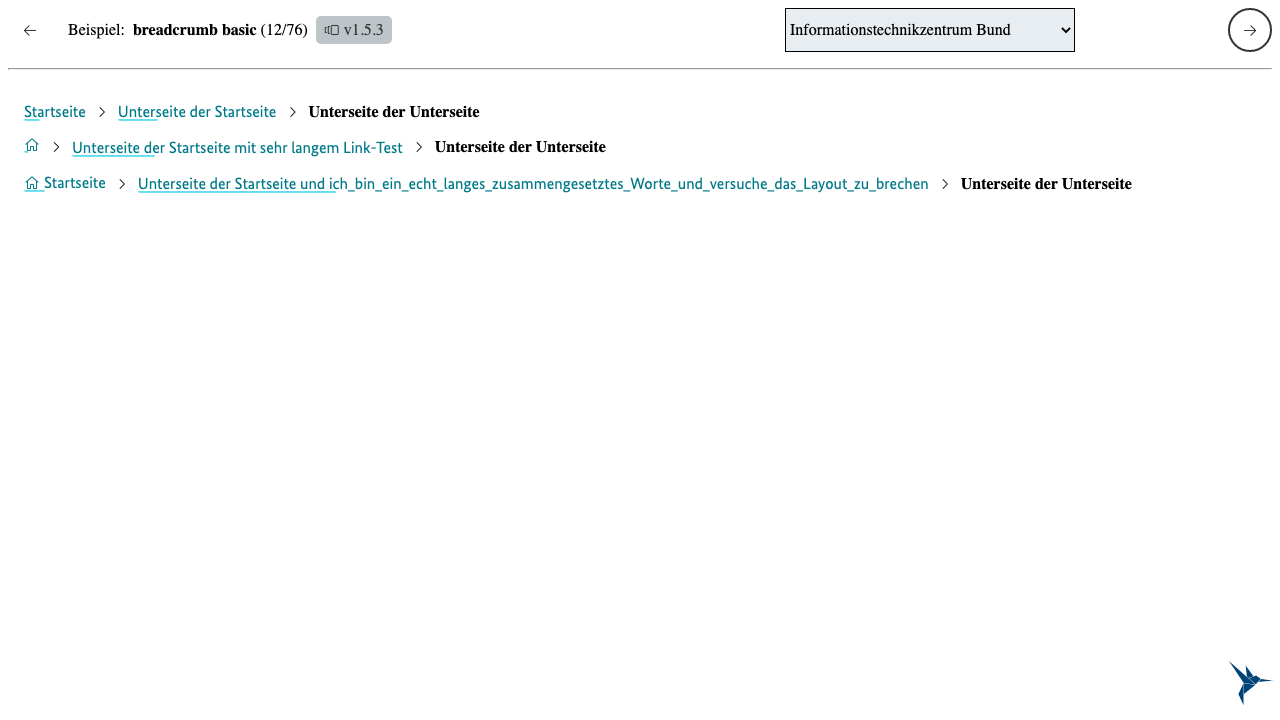 Beispiel: breadcrumb basic (12/76) v1.5.3 Informationstechnikzentrum Bund
Startseite Unterseite der Startseite Unterseite der Unterseite
Unterseite der Startseite mit sehr langem Link-Test Unterseite der Unterseite
Startseite Unterseite der Startseite und ich_bin_ein_echt_langes_zusammengesetztes_Worte_und_versuche_das_Layout_zu_brechen Unterseite der Unterseite